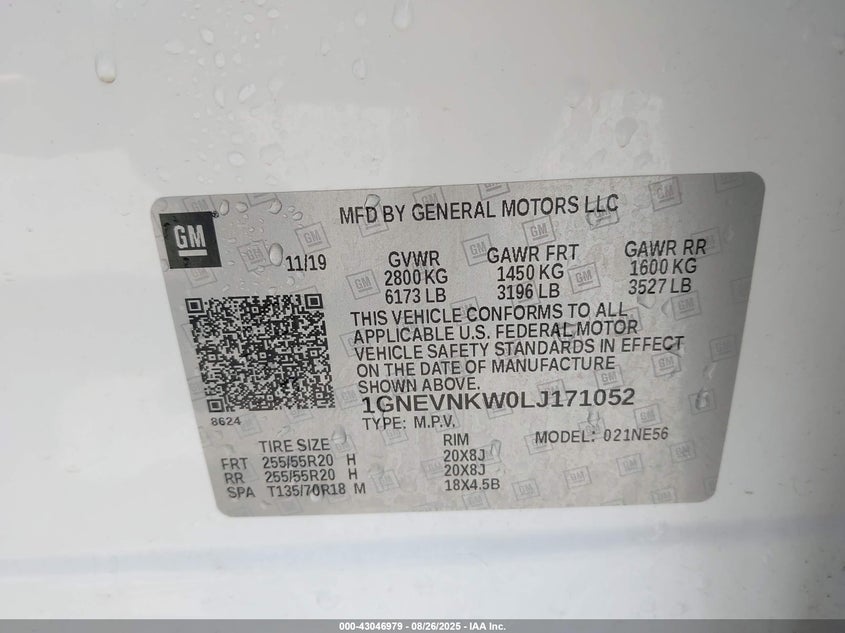 GM
MFD BY GENERAL MOTORS LLC
11/19
GVWR GAWR FRT GAWR RR
2800 KG 1450 KG 1600 KG
6173 LB 3196 LB 3527 LB
THIS VEHICLE CONFORMS TO ALL
APPLICABLE U.S. FEDERAL MOTOR
VEHICLE SAFETY STANDARDS IN EFFECT
ON THE DATE OF MANUFACTURE
SHOWN ABOVE.
1GNEVNKW0LJ171052
8624
TYPE: M.P.V. MODEL: 021NE56
TIRE SIZE RIM
FRT 255/55R20 H 20X8J
RR 255/55R20 H 20X8J
SPA T135/70R18 M 18X4.5B
000-43046979 - 08/26/2025 - IAA Inc.